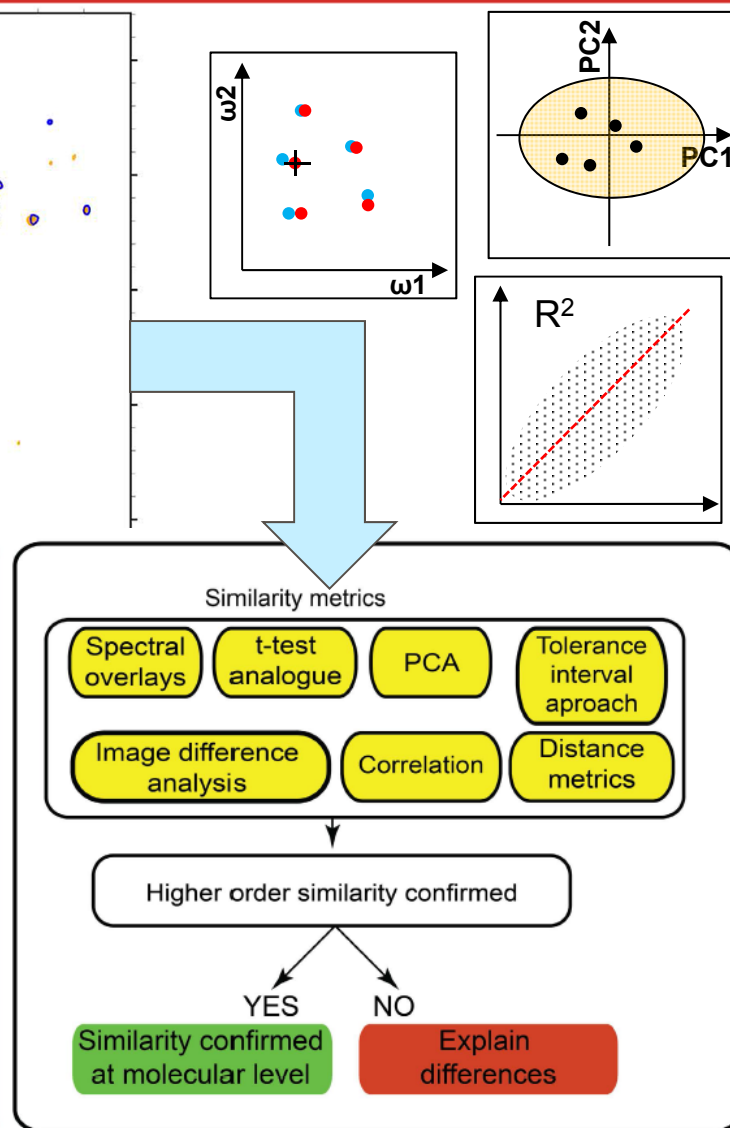 ω2
ω1
PC2
PC1
R²
Similarity metrics
Spectral
overlays
t-test
analogue
PCA
Tolerance
interval
aproach
Image difference
analysis
Correlation
Distance
metrics
Higher order similarity confirmed
YES
NO
Similarity confirmed
at molecular level
Explain
differences